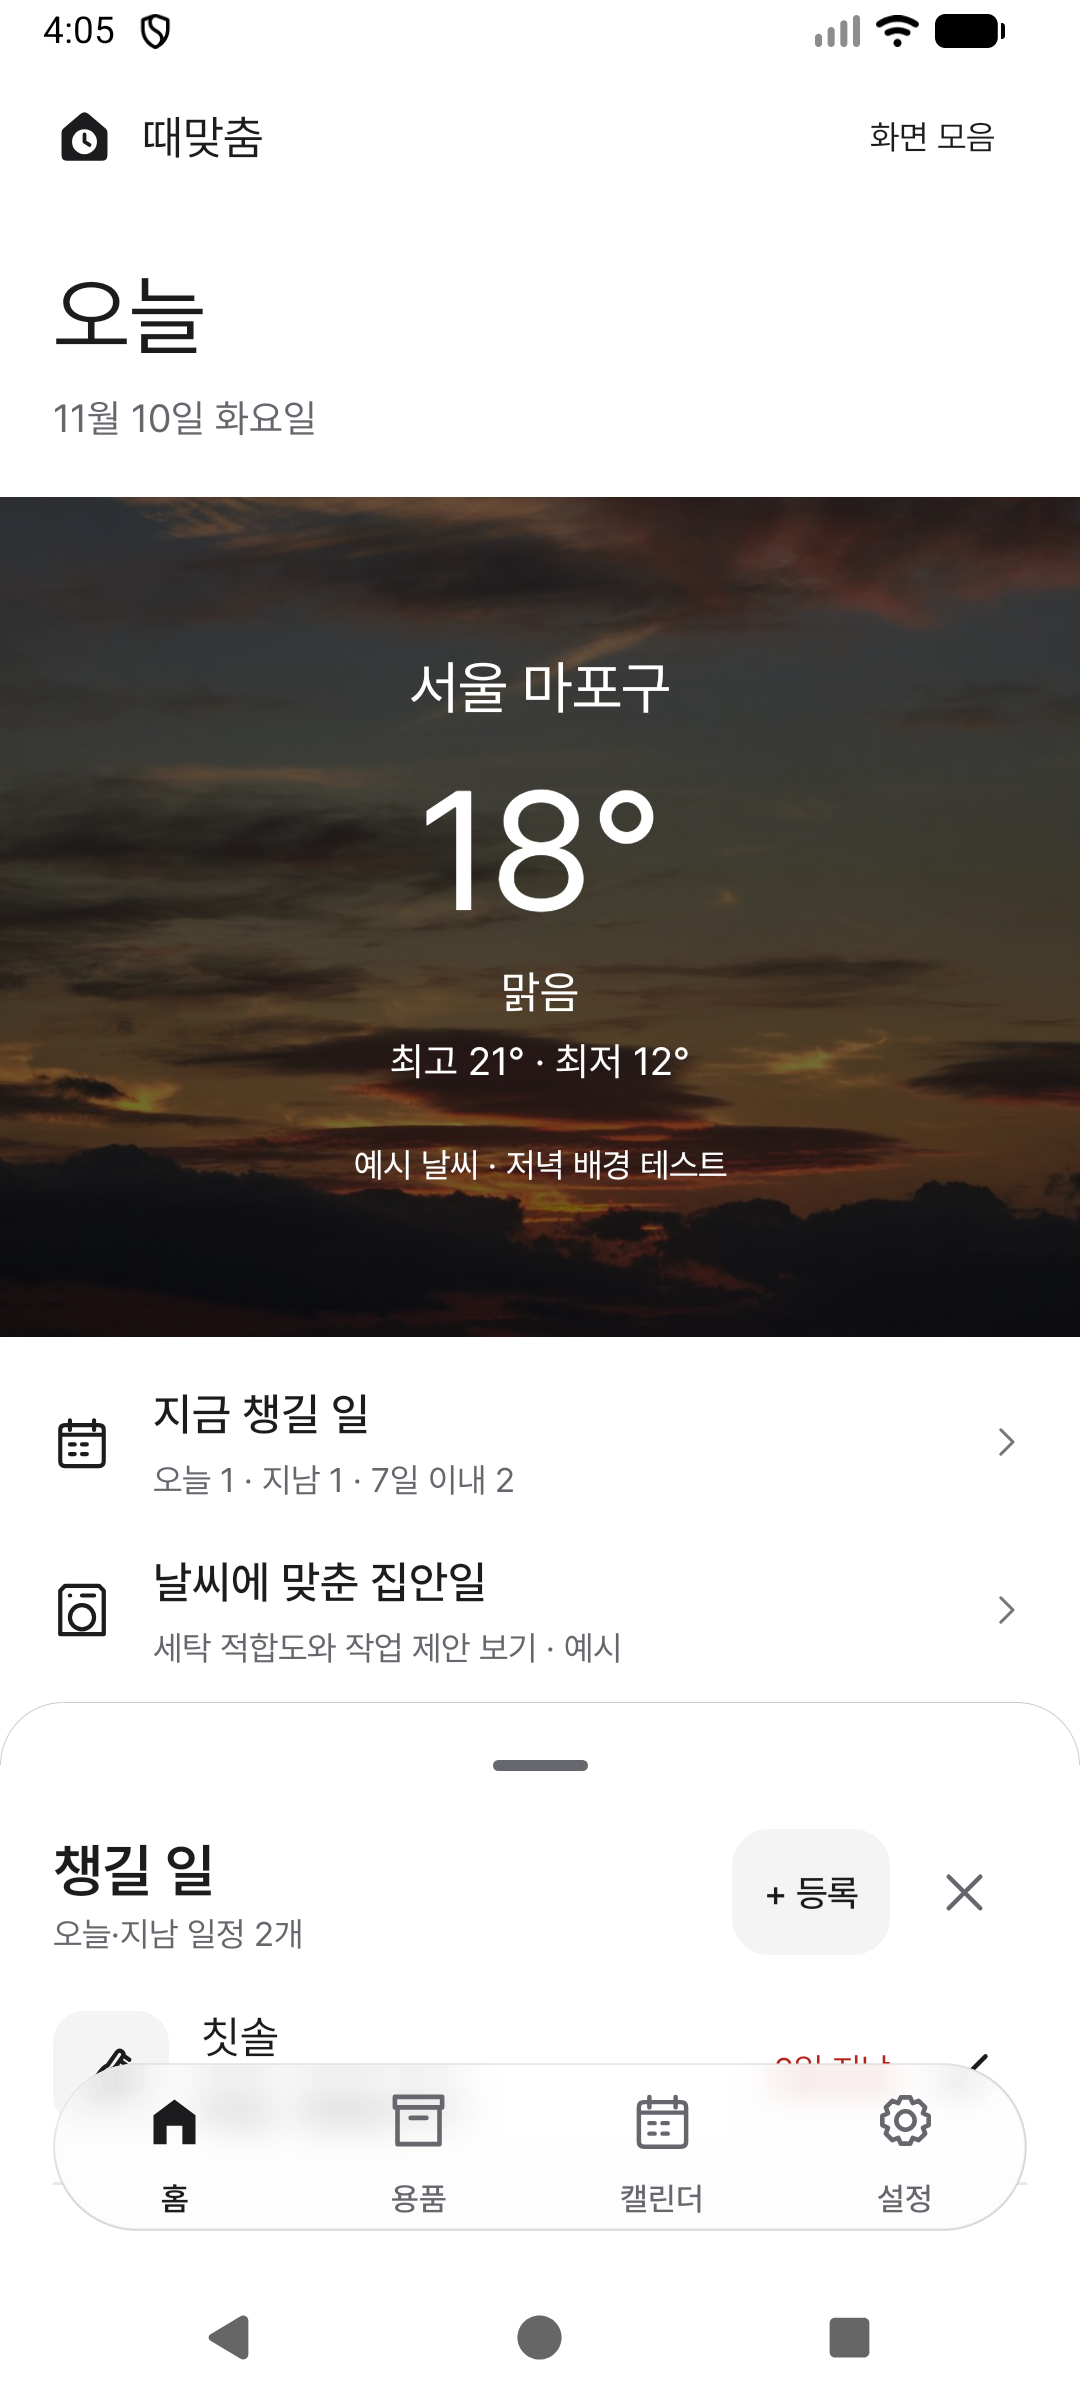 4:05
때맞춤
화면 모음
오늘
11월 10일 화요일
서울 마포구
18°
맑음
최고 21° · 최저 12°
예시 날씨 · 저녁 배경 테스트
지금 챙길 일
오늘 1 · 지남 1 · 7일 이내 2
날씨에 맞춘 집안일
세탁 적합도와 작업 제안 보기 · 예시
챙길 일
오늘·지남 일정 2개
+ 등록
칫솔
홈
용품
캘린더
설정